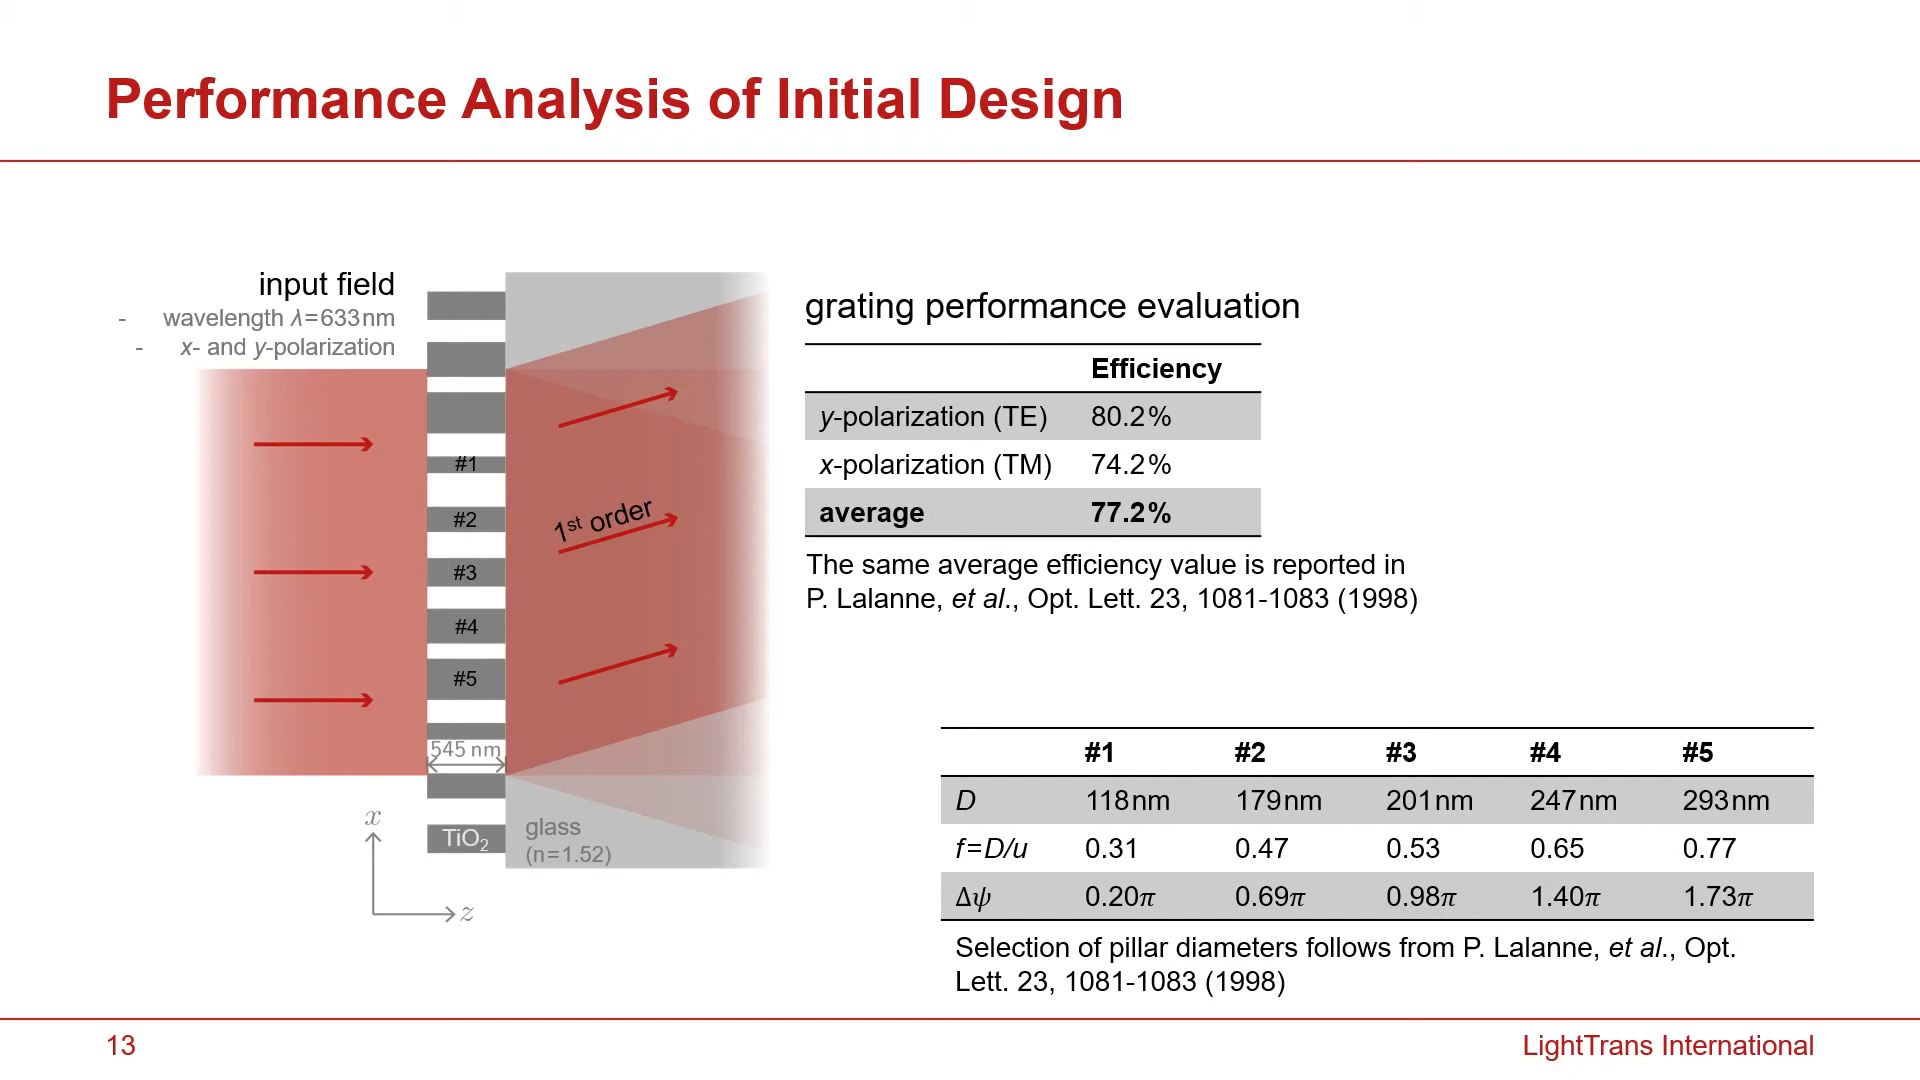 Performance Analysis of Initial Design
input field
- wavelength λ=633nm
- x- and y-polarization
#1
#2
#3
#4
#5
545 nm
TiO₂
glass
(n=1.52)
x
z
1st order
grating performance evaluation
Efficiency
y-polarization (TE) 80.2%
x-polarization (TM) 74.2%
average 77.2%
The same average efficiency value is reported in
P. Lalanne, et al., Opt. Lett. 23, 1081-1083 (1998)
#1 #2 #3 #4 #5
D 118nm 179nm 201nm 247nm 293nm
f=D/u 0.31 0.47 0.53 0.65 0.77
Δψ 0.20π 0.69π 0.98π 1.40π 1.73π
Selection of pillar diameters follows from P. Lalanne, et al., Opt.
Lett. 23, 1081-1083 (1998)
13
LightTrans International